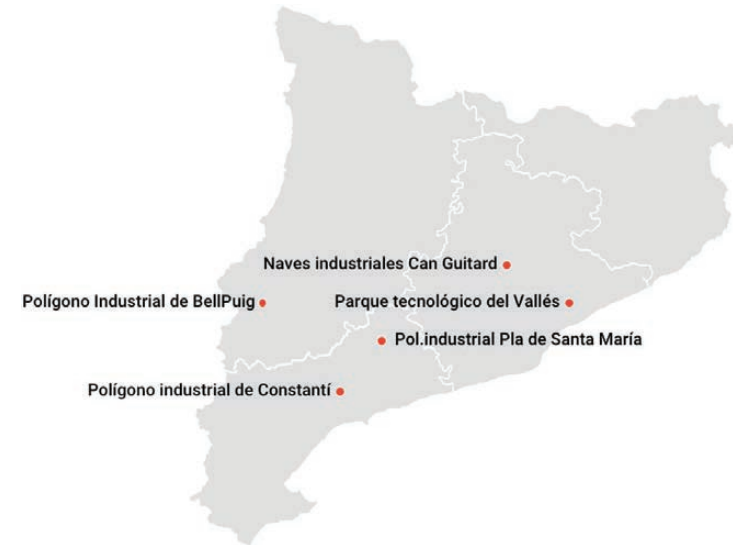 Naves industriales Can Guitard
Polígono Industrial de BellPuig
Parque tecnológico del Vallés
Pol.industrial Pla de Santa María
Polígono industrial de Constantí